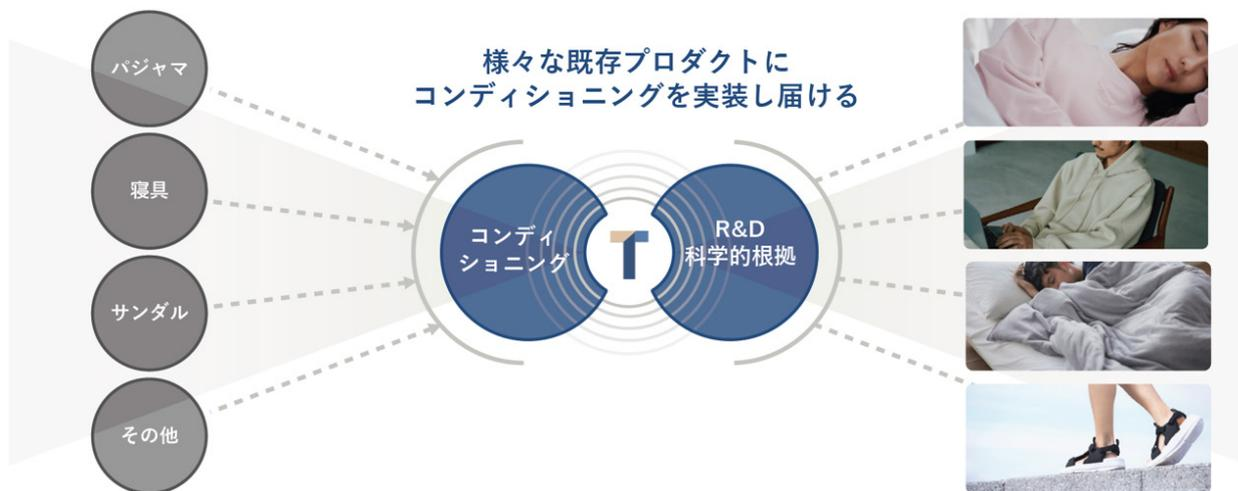 様々な既存プロダクトに
コンディショニングを実装し届ける
パジャマ
寝具
サンダル
その他
コンディ
ショニング
T
R&D
科学的根拠